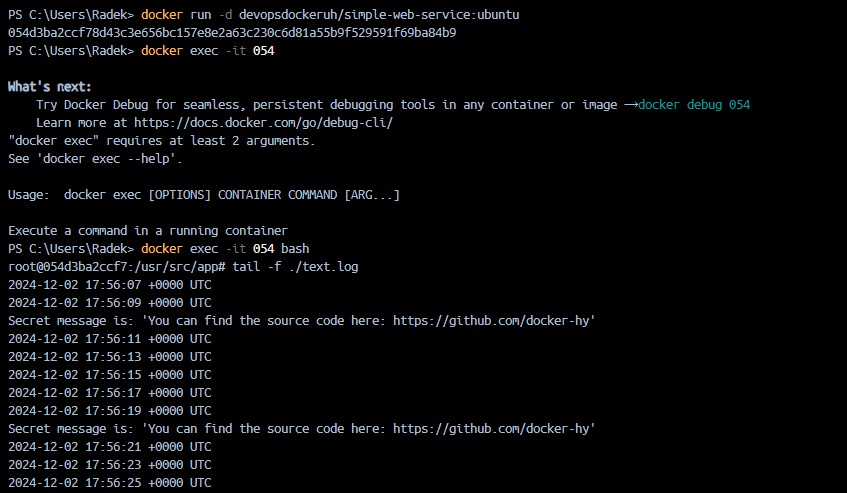 PS C:\Users\Radek> docker run -d devopsdockeruh/simple-web-service:ubuntu
054d3ba2ccf78d43c3e656bc157e8e2a63c230c6d81a55b9f529591f69ba84b9
PS C:\Users\Radek> docker exec -it 054
What's next:
Try Docker Debug for seamless, persistent debugging tools in any container or image → docker debug 054
Learn more at https://docs.docker.com/go/debug-cli/
"docker exec" requires at least 2 arguments.
See 'docker exec --help'.
Usage:  docker exec [OPTIONS] CONTAINER COMMAND [ARG...]
Execute a command in a running container
PS C:\Users\Radek> docker exec -it 054 bash
root@054d3ba2ccf7:/usr/src/app# tail -f ./text.log
2024-12-02 17:56:07 +0000 UTC
2024-12-02 17:56:09 +0000 UTC
Secret message is: 'You can find the source code here: https://github.com/docker-hy'
2024-12-02 17:56:11 +0000 UTC
2024-12-02 17:56:13 +0000 UTC
2024-12-02 17:56:15 +0000 UTC
2024-12-02 17:56:17 +0000 UTC
2024-12-02 17:56:19 +0000 UTC
Secret message is: 'You can find the source code here: https://github.com/docker-hy'
2024-12-02 17:56:21 +0000 UTC
2024-12-02 17:56:23 +0000 UTC
2024-12-02 17:56:25 +0000 UTC